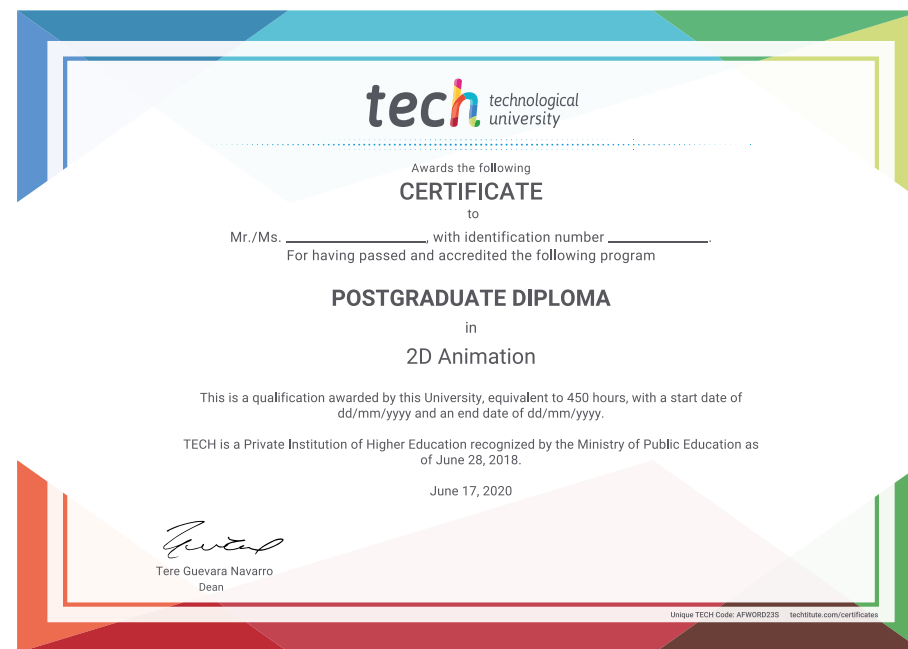 tech technological
university
Awards the following
CERTIFICATE
to
Mr./Ms. ____________________, with identification number ______________.
For having passed and accredited the following program
POSTGRADUATE DIPLOMA
in
2D Animation
This is a qualification awarded by this University, equivalent to 450 hours, with a start date of
dd/mm/yyyy and an end date of dd/mm/yyyy.
TECH is a Private Institution of Higher Education recognized by the Ministry of Public Education as
of June 28, 2018.
June 17, 2020
Tere Guevara Navarro
Dean
Unique TECH Code: AFWORD23S techtitute.com/certificates